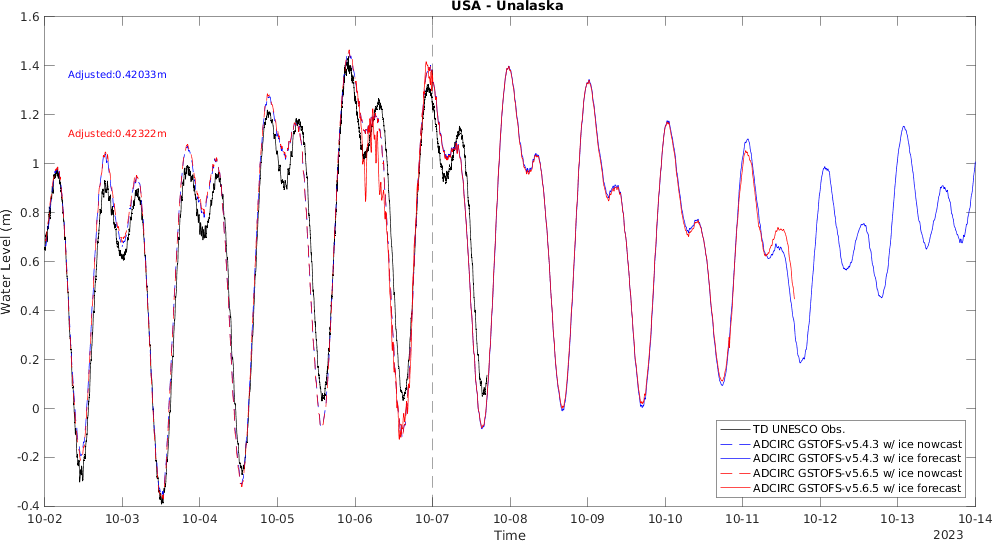 USA - Unalaska
1.6
1.4
1.2
1
0.8
0.6
0.4
0.2
0
-0.2
-0.4
Water Level (m)
Adjusted:0.42033m
Adjusted:0.42322m
TD UNESCO Obs.
ADCIRC GSTOFS-v5.4.3 w/ ice nowcast
ADCIRC GSTOFS-v5.4.3 w/ ice forecast
ADCIRC GSTOFS-v5.6.5 w/ ice nowcast
ADCIRC GSTOFS-v5.6.5 w/ ice forecast
10-02 10-03 10-04 10-05 10-06 10-07 10-08 10-09 10-10 10-11 10-12 10-13 10-14
Time
2023